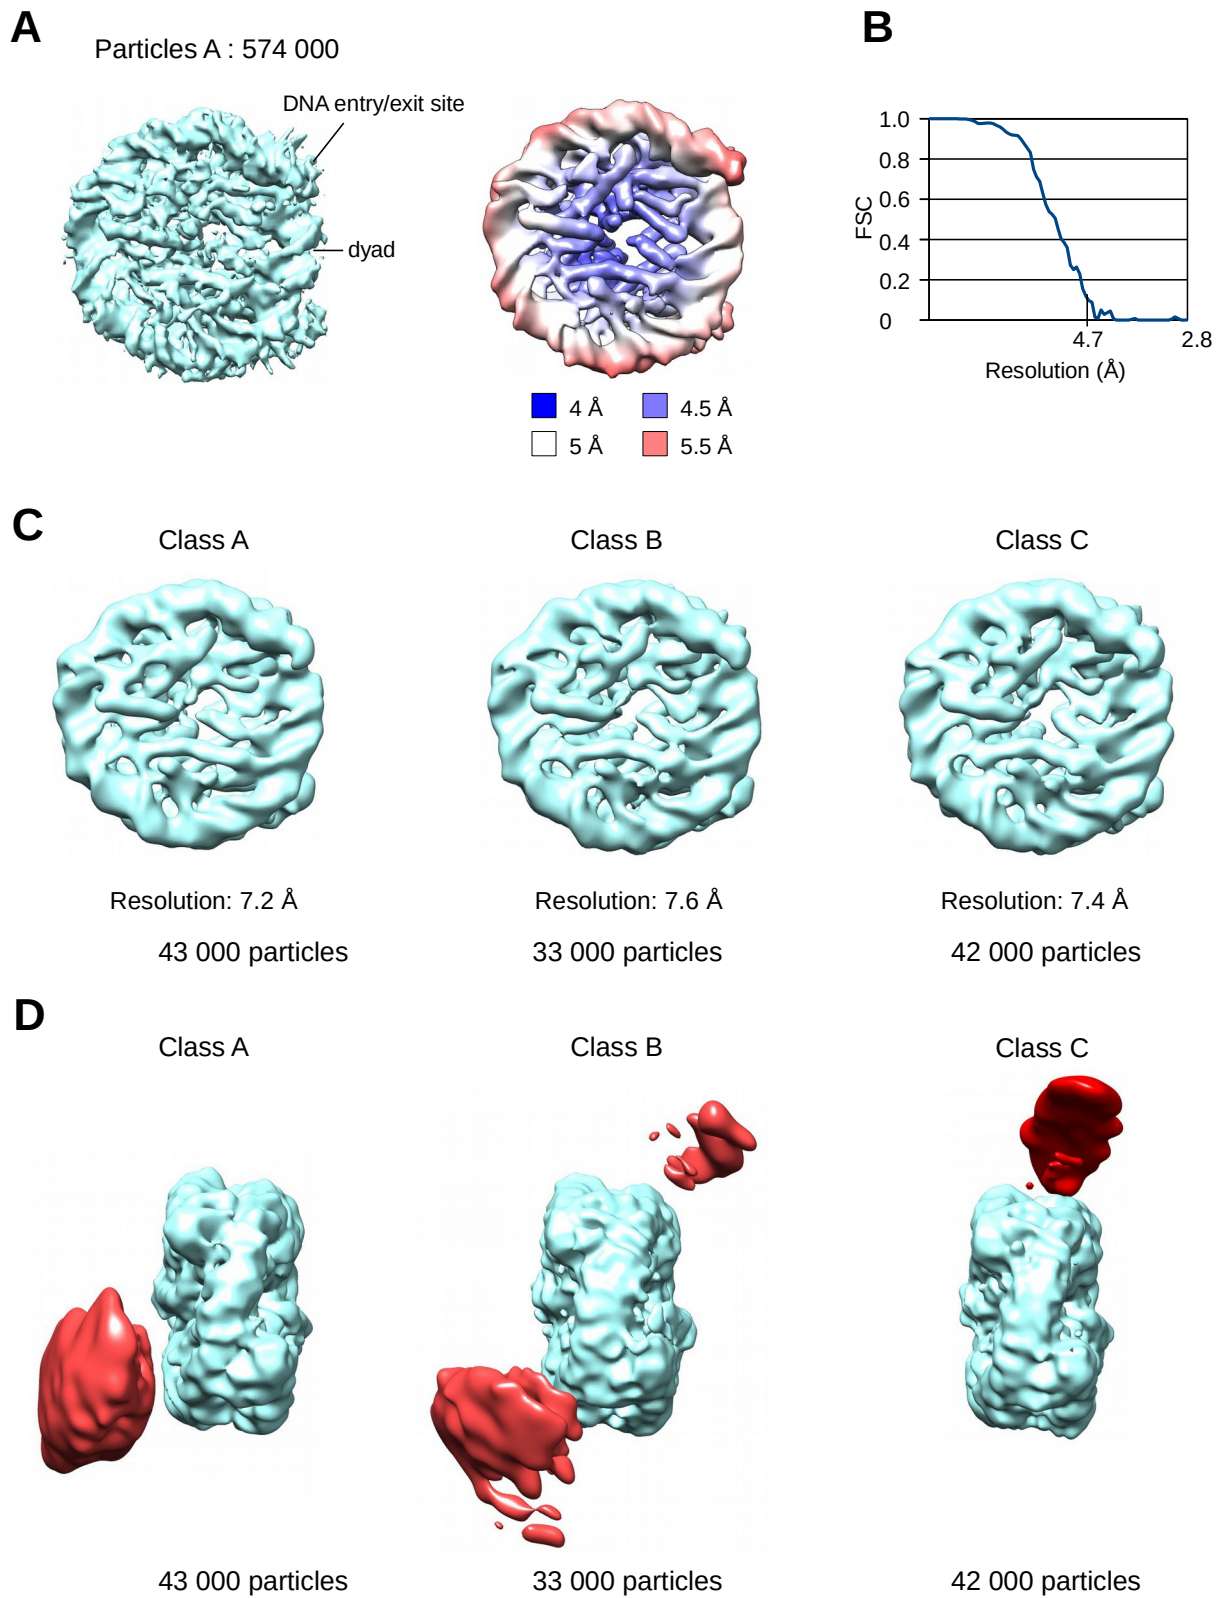 A
Particles A : 574 000
DNA entry/exit site
dyad
4 Å
4.5 Å
5 Å
5.5 Å
B
1.0
0.8
0.6
0.4
0.2
0
FSC
4.7
2.8
Resolution (Å)
C
Class A
Class B
Class C
Resolution: 7.2 Å
Resolution: 7.6 Å
Resolution: 7.4 Å
43 000 particles
33 000 particles
42 000 particles
D
Class A
Class B
Class C
43 000 particles
33 000 particles
42 000 particles